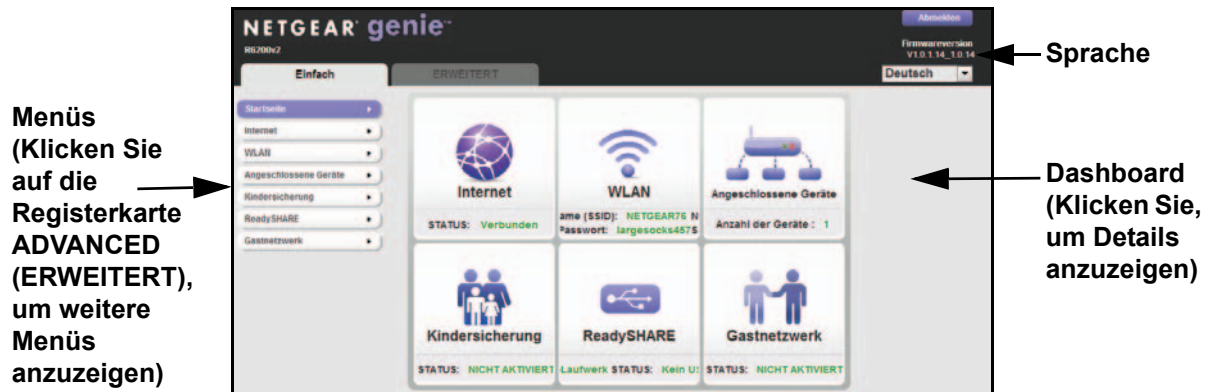 NETGEAR® genie™
R6200v2
Abmelden
Firmwareversion
V1.0.1.14_1.0.14
Deutsch
Einfach
ERWEITERT
Sprache
Menüs
(Klicken Sie
auf die
Registerkarte
ADVANCED
(ERWEITERT),
um weitere
Menüs
anzuzeigen)
Startseite
Internet
WLAN
Angeschlossene Geräte
Kindersicherung
ReadySHARE
Gastnetzwerk
Internet
STATUS: Verbunden
WLAN
ame (SSID): NETGEAR76 N
Passwort: largesocks457S
Angeschlossene Geräte
Anzahl der Geräte : 1
Kindersicherung
STATUS: NICHT AKTIVIERT
ReadySHARE
Laufwerk STATUS: Kein U
Gastnetzwerk
STATUS: NICHT AKTIVIERT
Dashboard
(Klicken Sie,
um Details
anzuzeigen)